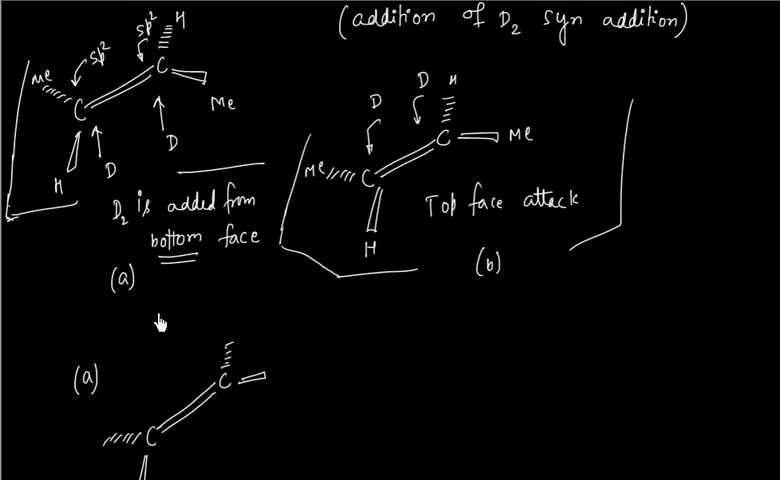 (addition of D2 syn addition)
sp2
H
sp2
Me
C
C
Me
H
D
D
D2 is added from
bottom face
(a)
D
D
H
Me
C
C
Me
H
Top face attack
(b)
(a)
C
C